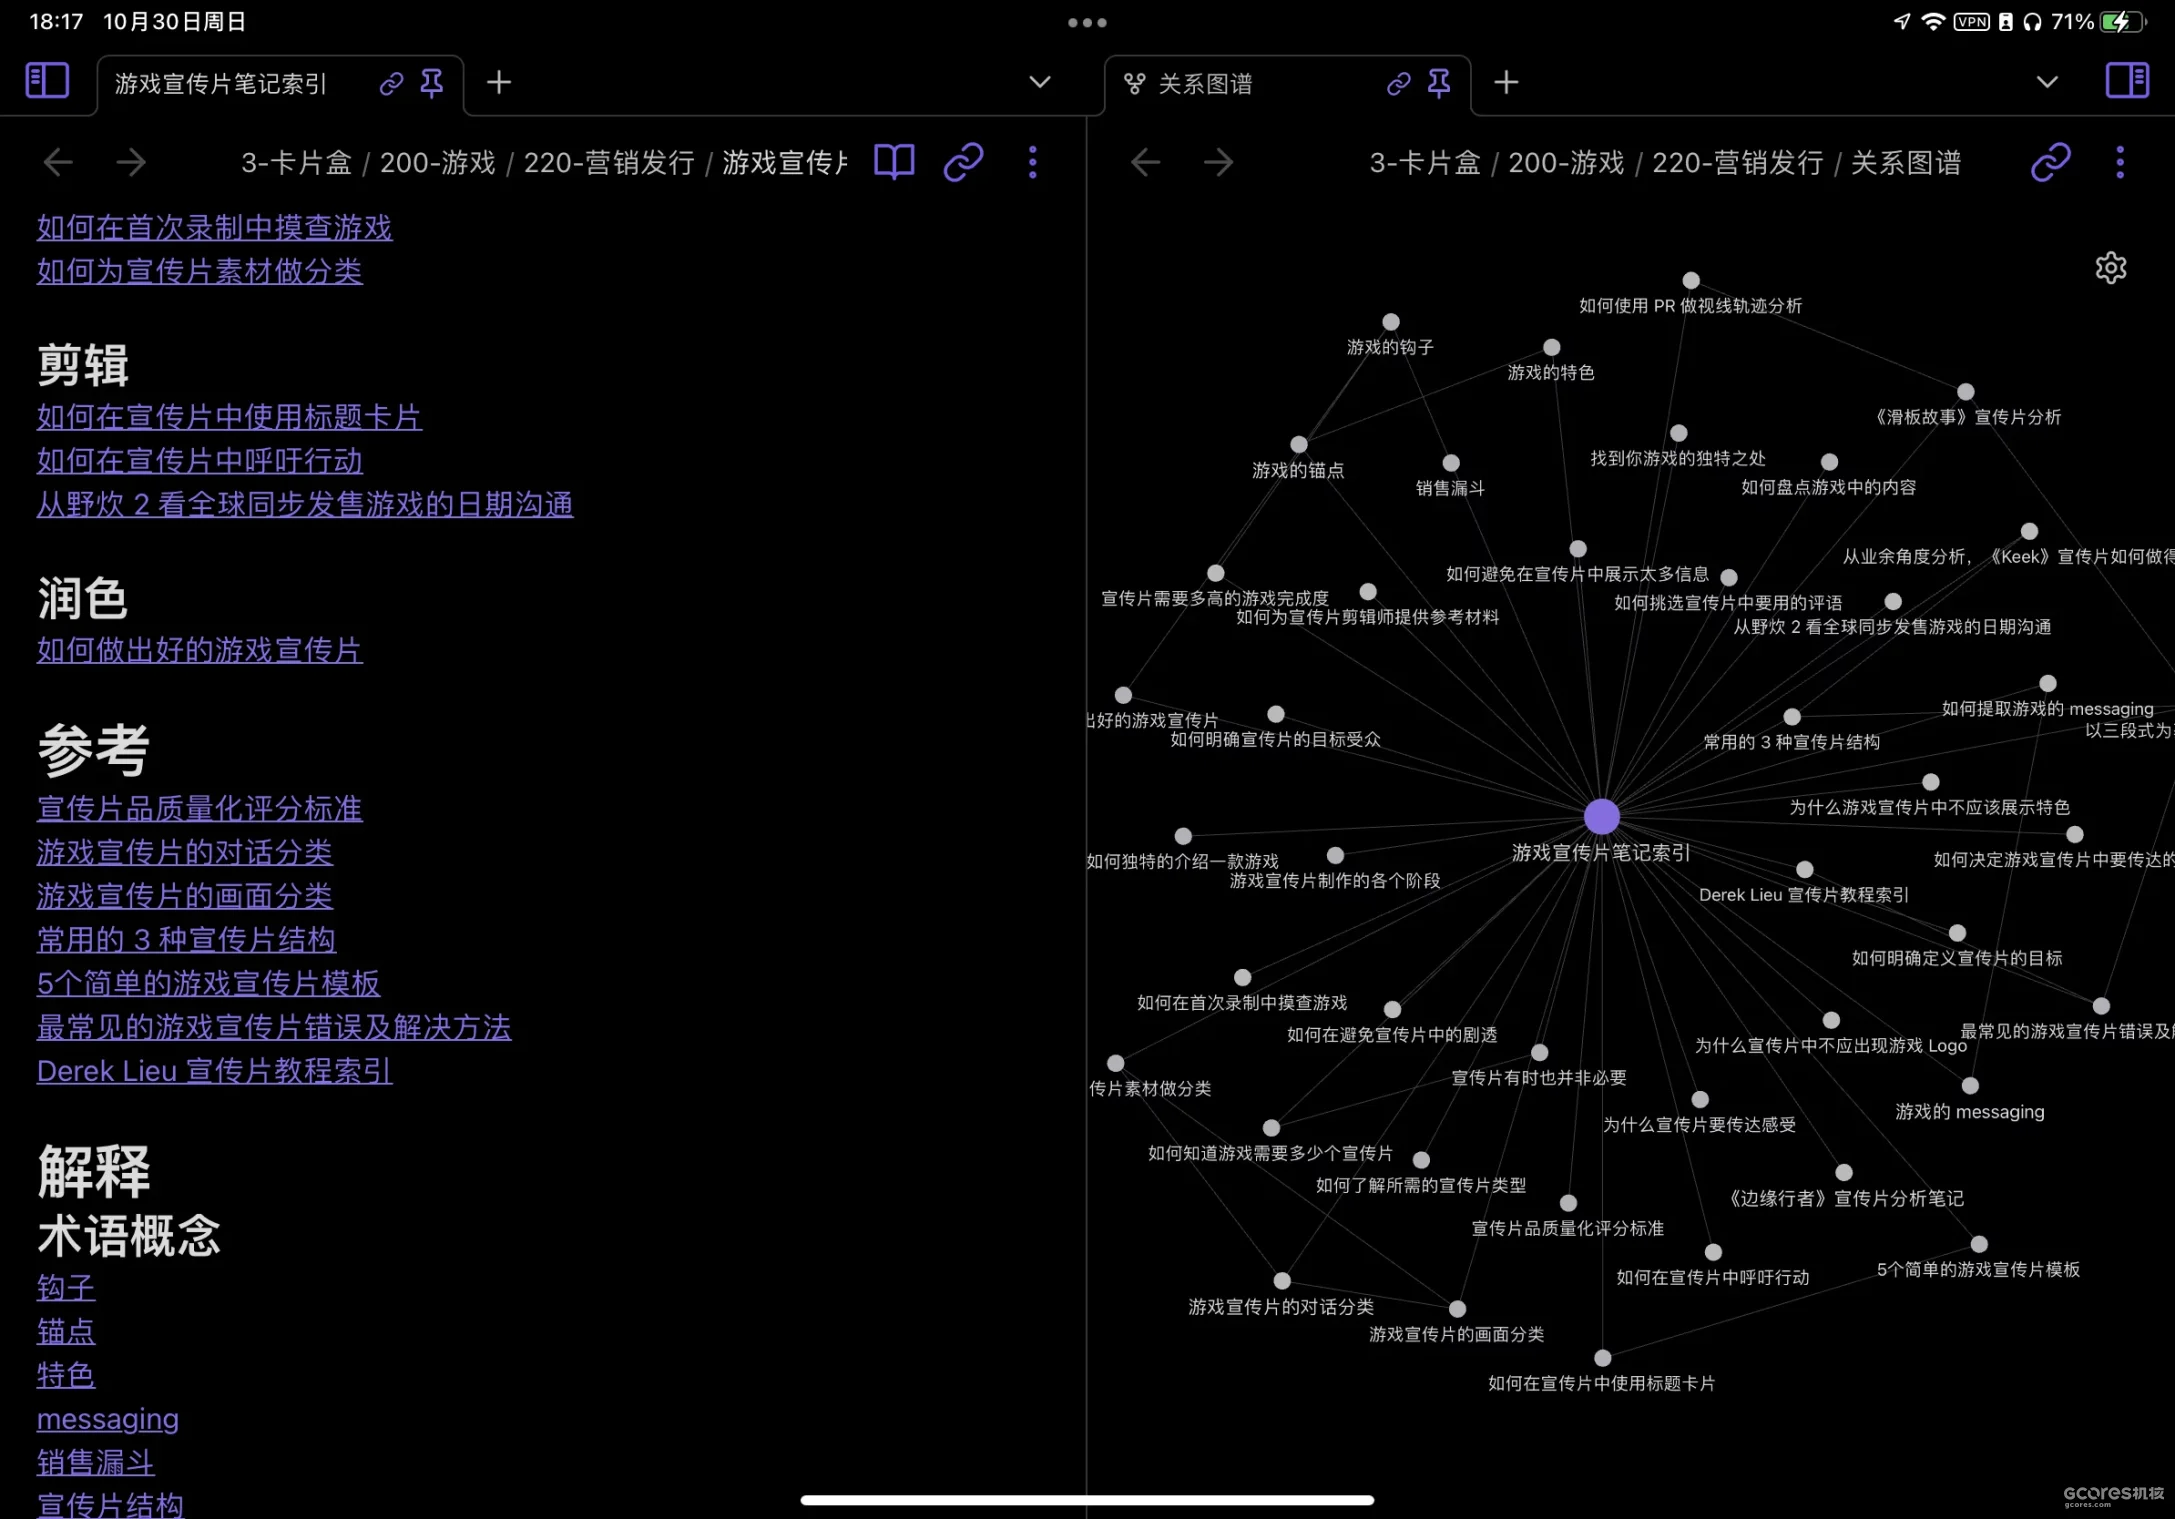 18:17 10月30日周日
VPN 71%
游戏宣传片笔记索引
关系图谱
3-卡片盒 / 200-游戏 / 220-营销发行 / 游戏宣传片
3-卡片盒 / 200-游戏 / 220-营销发行 / 关系图谱
如何在首次录制中摸查游戏
如何为宣传片素材做分类
剪辑
如何在宣传片中使用标题卡片
如何在宣传片中呼吁行动
从野炊 2 看全球同步发售游戏的日期沟通
润色
如何做出好的游戏宣传片
参考
宣传片品质量化评分标准
游戏宣传片的对话分类
游戏宣传片的画面分类
常用的 3 种宣传片结构
5个简单的游戏宣传片模板
最常见的游戏宣传片错误及解决方法
Derek Lieu 宣传片教程索引
解释
术语概念
钩子
锚点
特色
messaging
销售漏斗
宣传片结构
如何使用 PR 做视线轨迹分析
游戏的钩子
游戏的特色
《滑板故事》宣传片分析
游戏的锚点
销售漏斗
找到你游戏的独特之处
如何盘点游戏中的内容
从业余角度分析，《Keek》宣传片如何做得
如何避免在宣传片中展示太多信息
宣传片需要多高的游戏完成度
如何为宣传片剪辑师提供参考材料
如何挑选宣传片中要用的评语
从野炊 2 看全球同步发售游戏的日期沟通
出好的游戏宣传片
如何明确宣传片的目标受众
如何提取游戏的 messaging
以三段式为
常用的 3 种宣传片结构
为什么游戏宣传片中不应该展示特色
如何独特的介绍一款游戏
游戏宣传片制作的各个阶段
游戏宣传片笔记索引
如何决定游戏宣传片中要传达的
Derek Lieu 宣传片教程索引
如何明确定义宣传片的目标
如何在首次录制中摸查游戏
如何在避免宣传片中的剧透
为什么宣传片中不应出现游戏 Logo
最常见的游戏宣传片错误及解
传片素材做分类
宣传片有时也并非必要
为什么宣传片要传达感受
游戏的 messaging
如何知道游戏需要多少个宣传片
如何了解所需的宣传片类型
《边缘行者》宣传片分析笔记
宣传片品质量化评分标准
如何在宣传片中呼吁行动
5个简单的游戏宣传片模板
游戏宣传片的对话分类
游戏宣传片的画面分类
如何在宣传片中使用标题卡片
GCORES机核
gcores.com